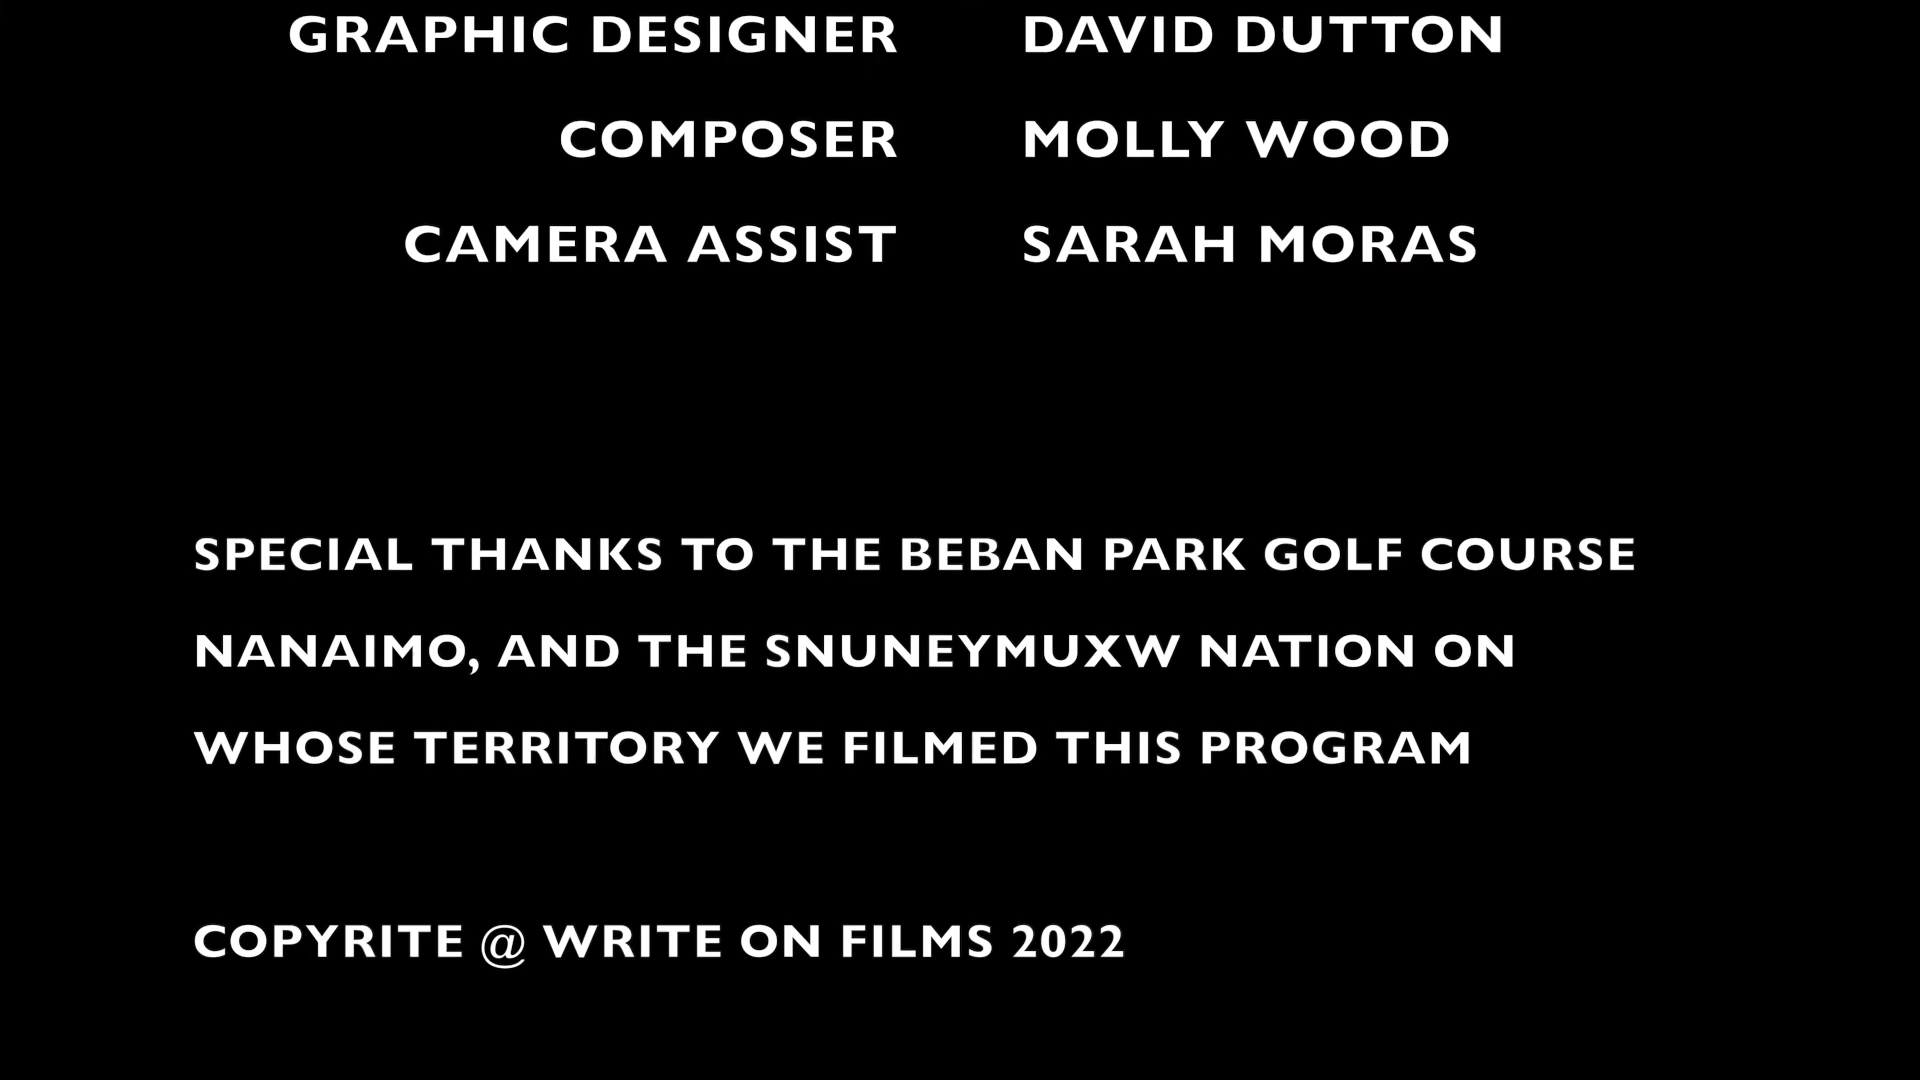 GRAPHIC DESIGNER DAVID DUTTON
COMPOSER MOLLY WOOD
CAMERA ASSIST SARAH MORAS
SPECIAL THANKS TO THE BEBAN PARK GOLF COURSE
NANAIMO, AND THE SNUNEYMUXW NATION ON
WHOSE TERRITORY WE FILMED THIS PROGRAM
COPYRITE @ WRITE ON FILMS 2022